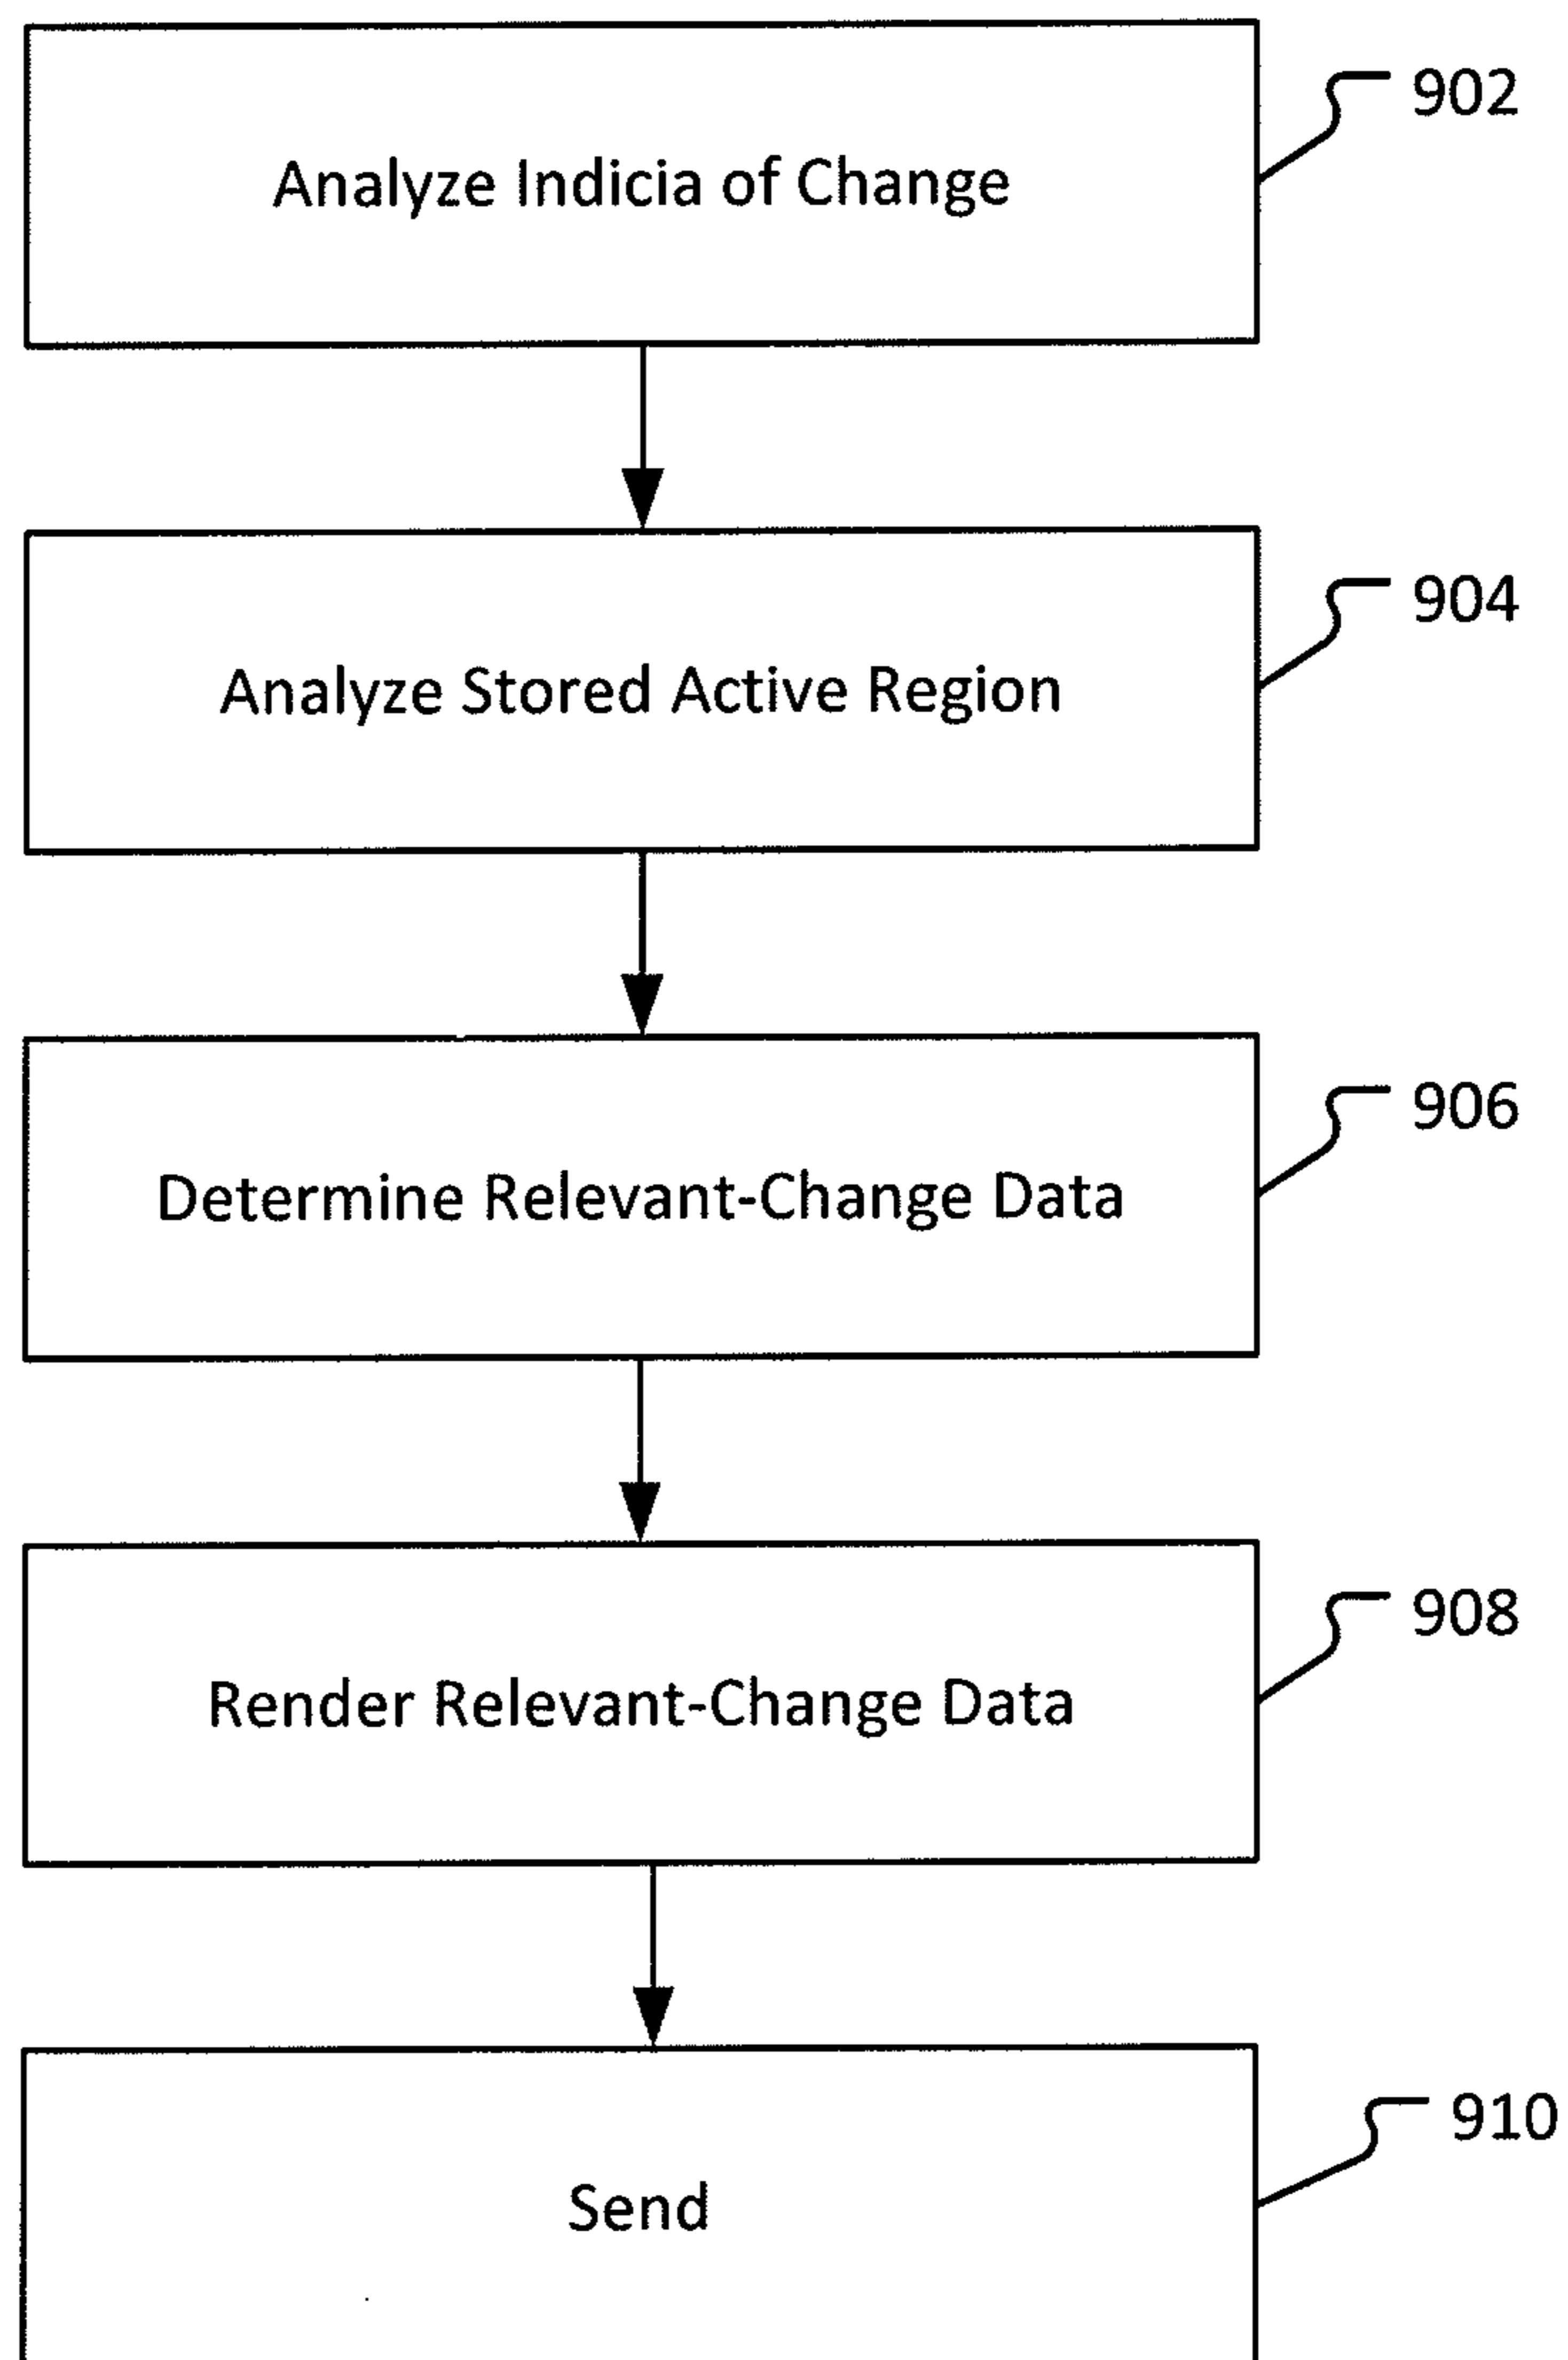 Analyze Indicia of Change
902
Analyze Stored Active Region
904
Determine Relevant-Change Data
906
Render Relevant-Change Data
908
Send
910